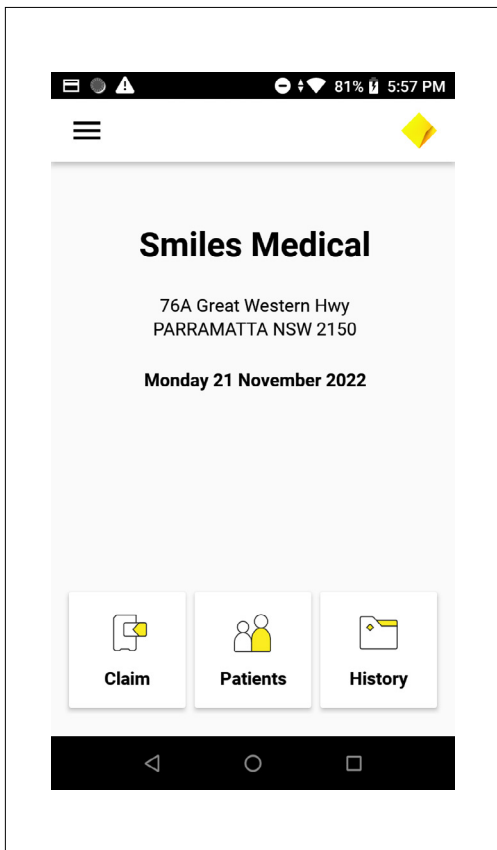 81% 5:57 PM
Smiles Medical
76A Great Western Hwy
PARRAMATTA NSW 2150
Monday 21 November 2022
Claim Patients History